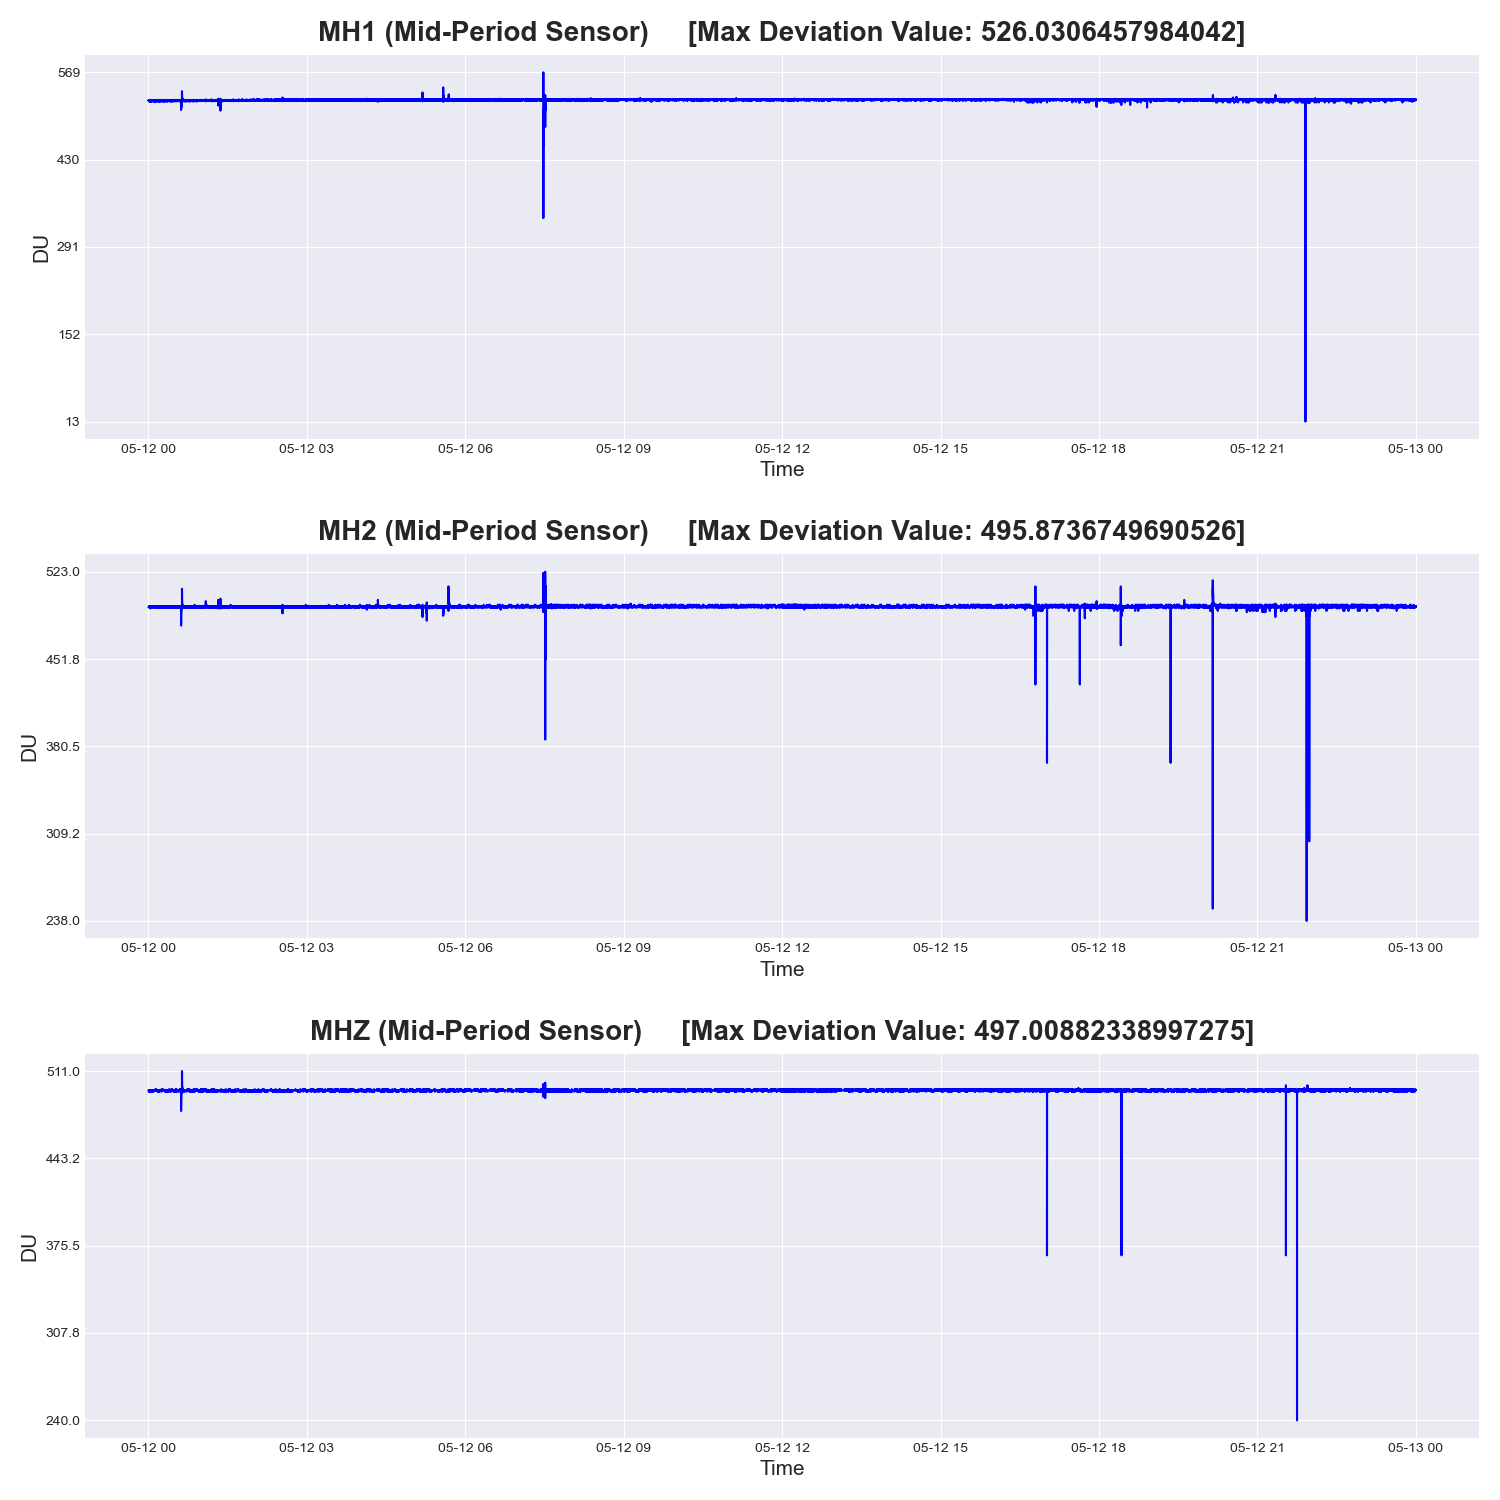 MH1 (Mid-Period Sensor) [Max Deviation Value: 526.0306457984042]
569
430
291
152
13
DU
05-12 00 05-12 03 05-12 06 05-12 09 05-12 12 05-12 15 05-12 18 05-12 21 05-13 00
Time
MH2 (Mid-Period Sensor) [Max Deviation Value: 495.8736749690526]
523.0
451.8
380.5
309.2
238.0
DU
05-12 00 05-12 03 05-12 06 05-12 09 05-12 12 05-12 15 05-12 18 05-12 21 05-13 00
Time
MHZ (Mid-Period Sensor) [Max Deviation Value: 497.00882338997275]
511.0
443.2
375.5
307.8
240.0
DU
05-12 00 05-12 03 05-12 06 05-12 09 05-12 12 05-12 15 05-12 18 05-12 21 05-13 00
Time